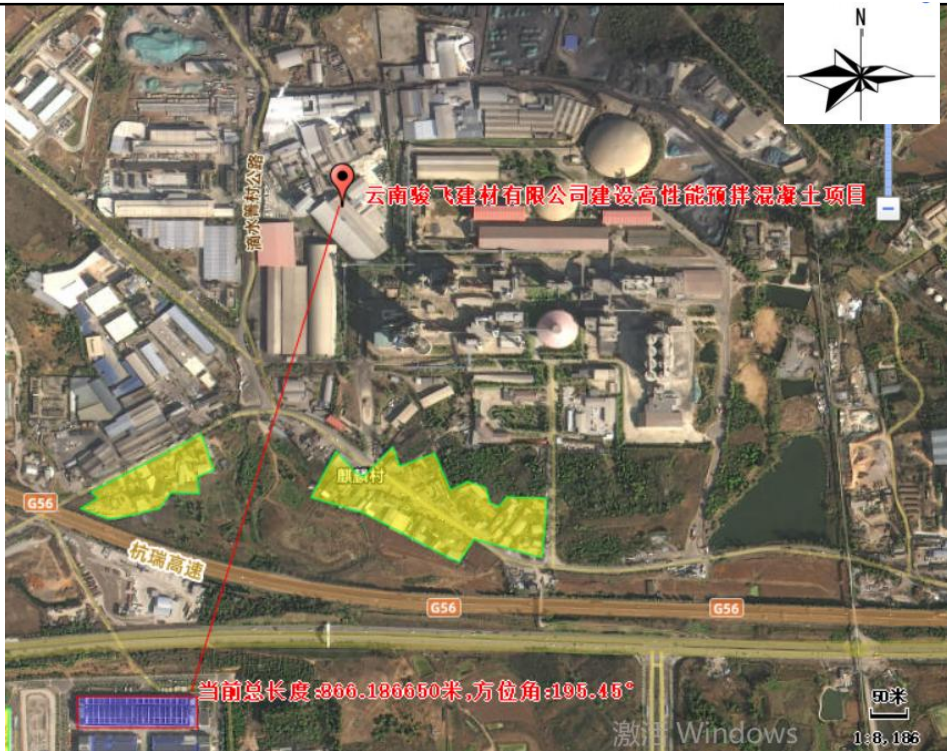 N
云南骏飞建材有限公司建设高性能预拌混凝土项目
滴水箐村公路
麒麟村
G56
杭瑞高速
G56
G56
当前总长度:866.186650米,方位角:195.45°
50米
激活 Windows
1:8,186